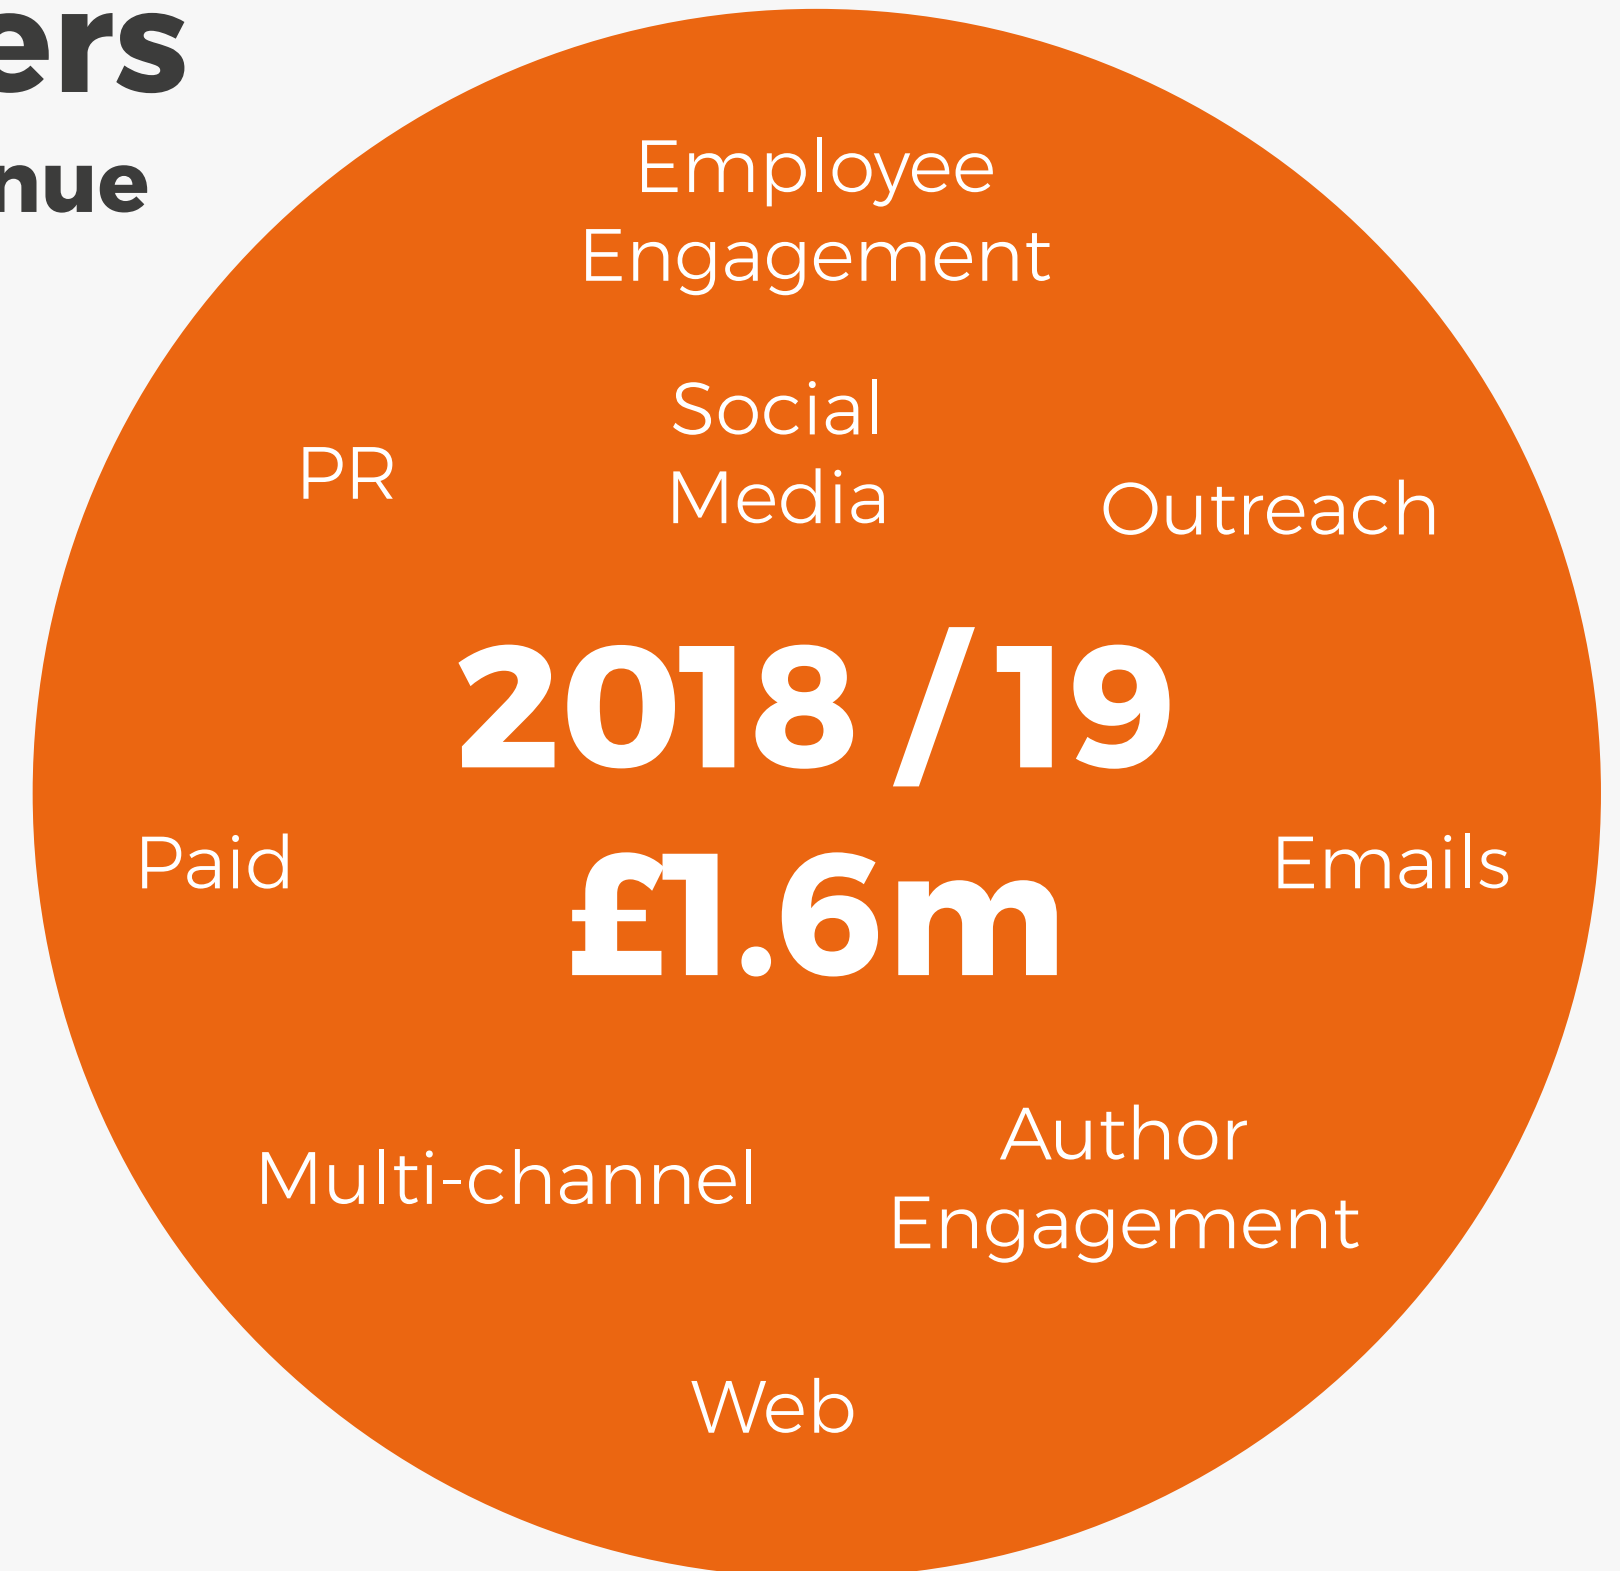 ers
nue
Employee
Engagement
Social
Media
PR
Outreach
2018 / 19
£1.6m
Paid
Emails
Multi-channel
Author
Engagement
Web